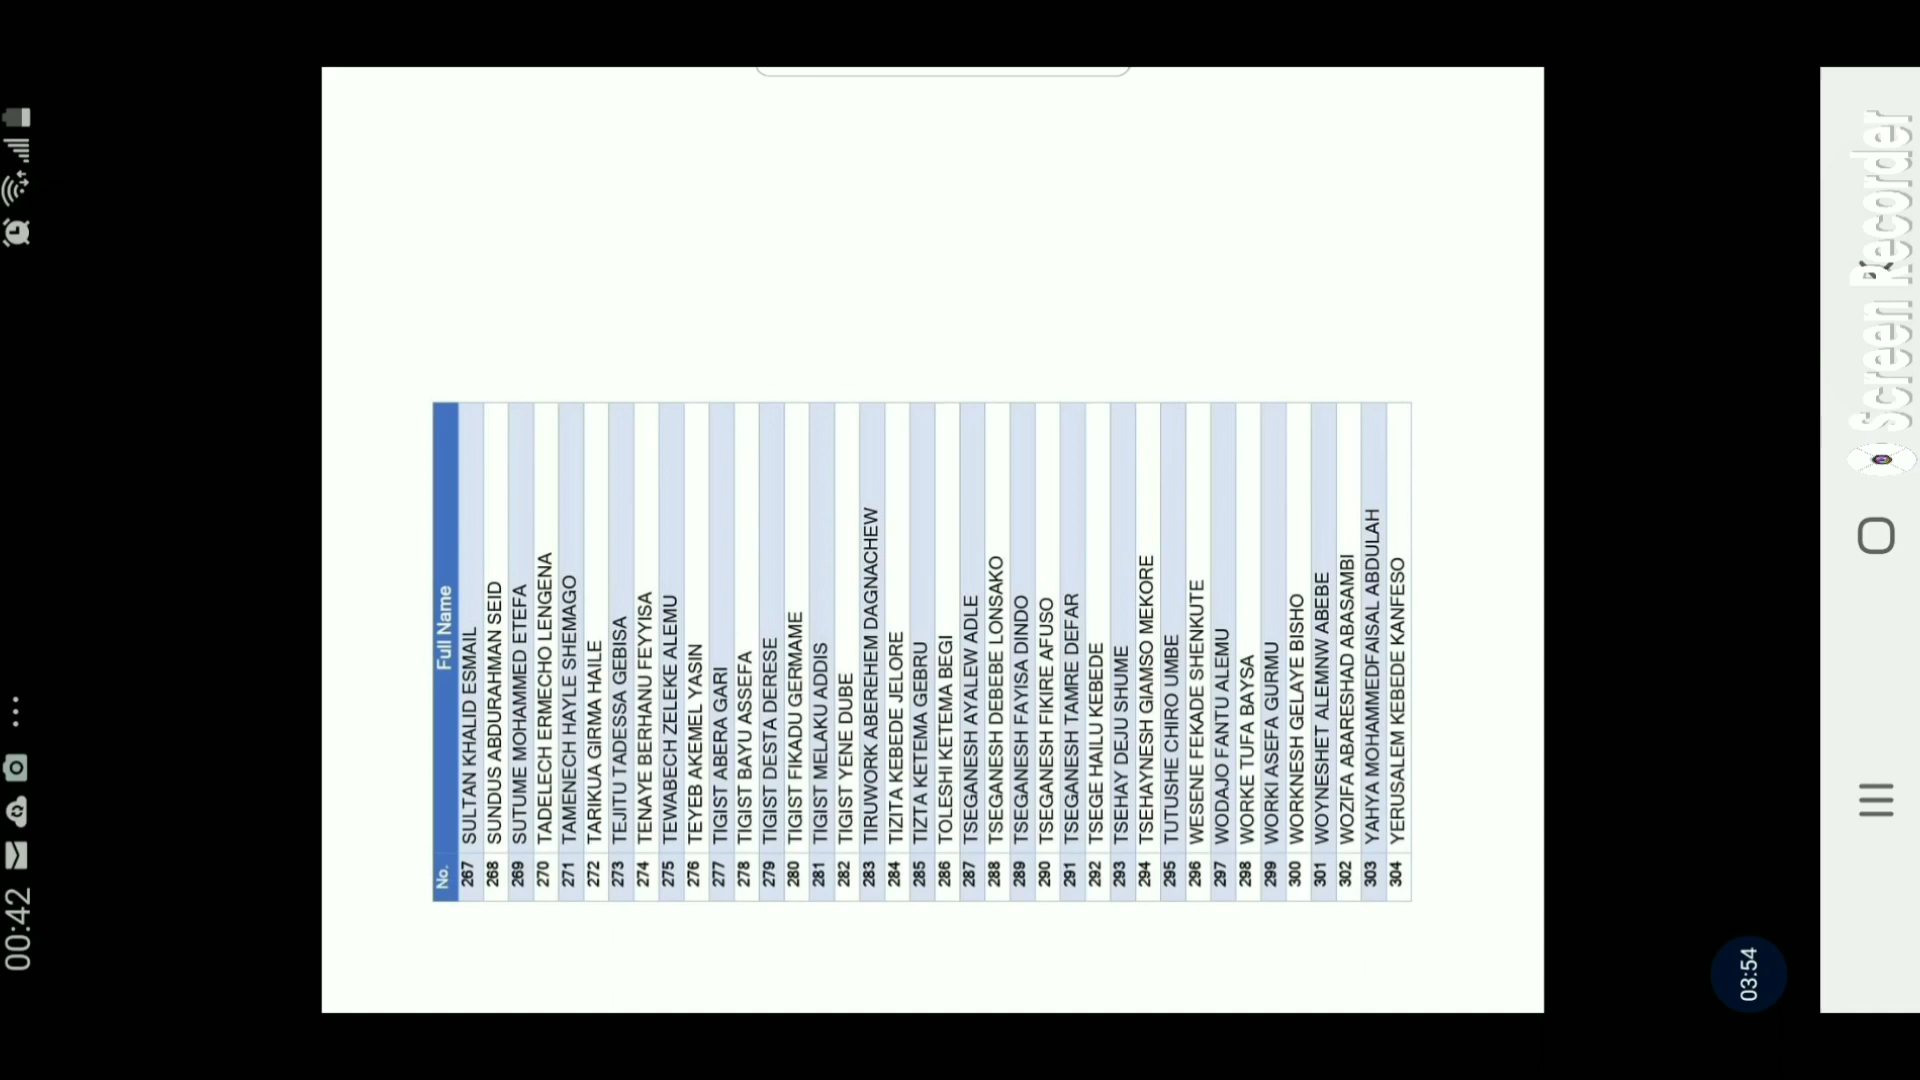 00:42
No. Full Name
267 SULTAN KHALID ESMAIL
268 SUNDUS ABDURAHMAN SEID
269 SUTUME MOHAMMED ETEFA
270 TADELECH ERMECHO LENGENA
271 TAMENECH HAYLE SHEMAGO
272 TARIKUA GIRMA HAILE
273 TEJITU TADESSA GEBISA
274 TENAYE BERHANU FEYYISA
275 TEWABECH ZELEKE ALEMU
276 TEYEB AKEMEL YASIN
277 TIGIST ABERA GARI
278 TIGIST BAYU ASSEFA
279 TIGIST DESTA DERESE
280 TIGIST FIKADU GERMAME
281 TIGIST MELAKU ADDIS
282 TIGIST YENE DUBE
283 TIRUWORK ABEREHEM DAGNACHEW
284 TIZITA KEBEDE JELORE
285 TIZTA KETEMA GEBRU
286 TOLESHI KETEMA BEGI
287 TSEGANESH AYALEW ADLE
288 TSEGANESH DEBEBE LONSAKO
289 TSEGANESH FAYISA DINDO
290 TSEGANESH FIKIRE AFUSO
291 TSEGANESH TAMRE DEFAR
292 TSEGE HAILU KEBEDE
293 TSEHAY DEJU SHUME
294 TSEHAYNESH GIAMSO MEKORE
295 TUTUSHE CHIRO UMBE
296 WESENE FEKADE SHENKUTE
297 WODAJO FANTU ALEMU
298 WORKE TUFA BAYSA
299 WORKI ASEFA GURMU
300 WORKNESH GELAYE BISHO
301 WOYNESHET ALEMNW ABEBE
302 WOZIFA ABARESHAD ABASAMBI
303 YAHYA MOHAMMEDFAISAL ABDULAH
304 YERUSALEM KEBEDE KANFESO
03:54
Screen Recorder